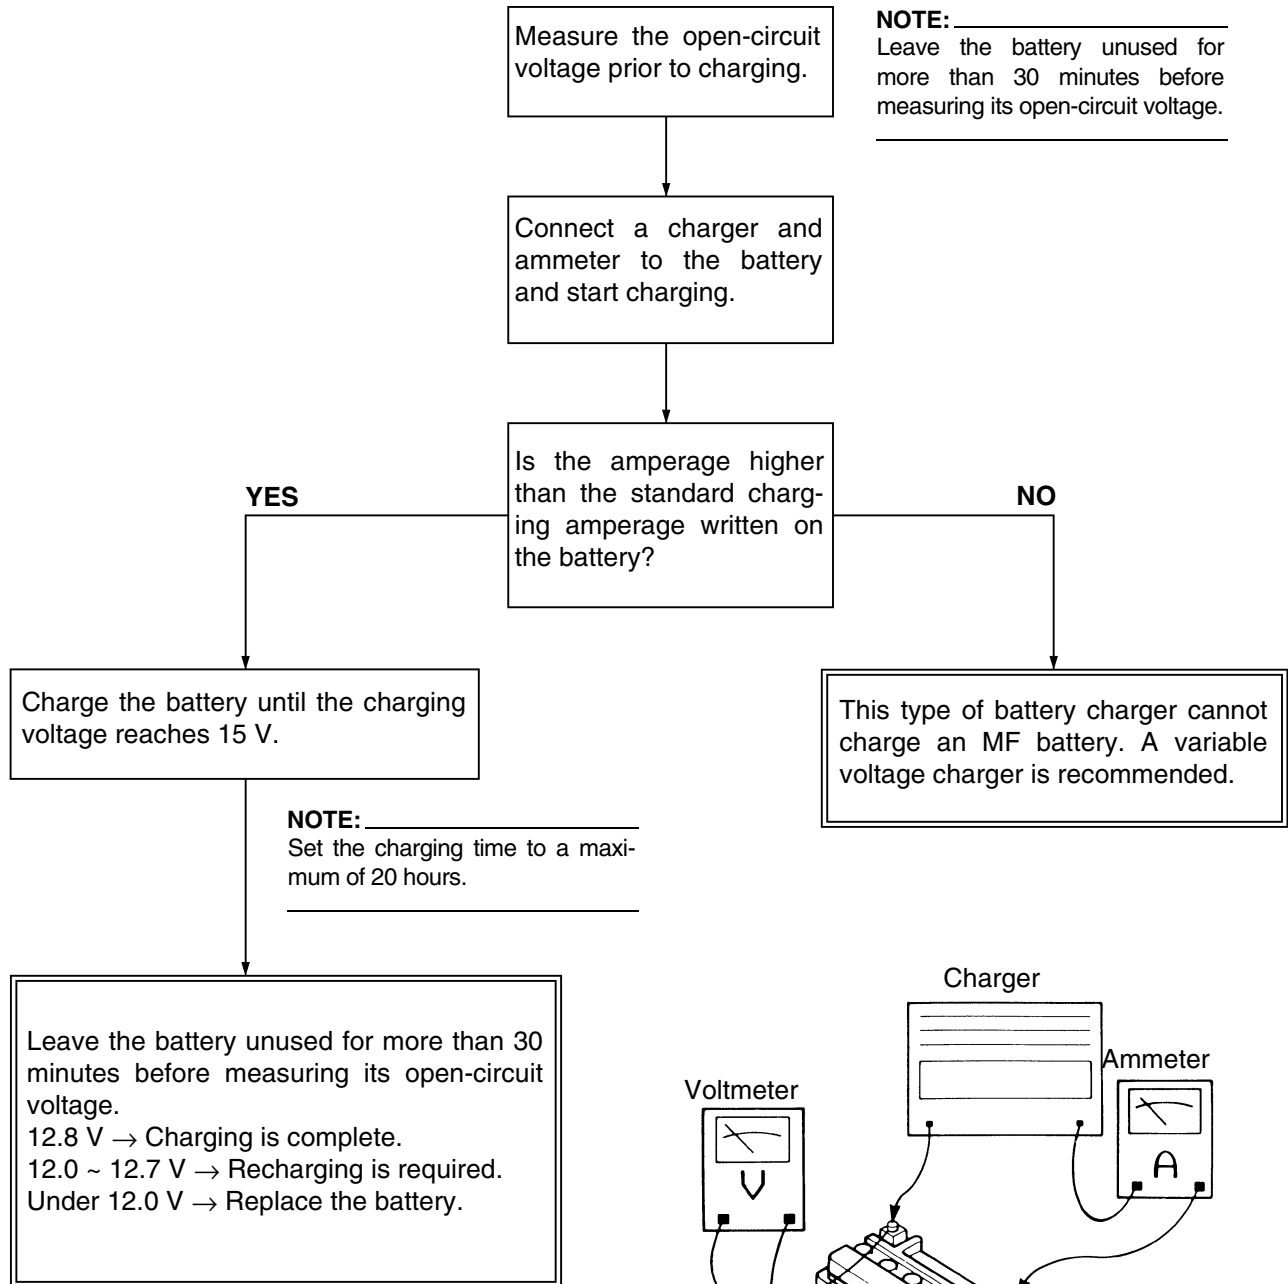 Measure the open-circuit
voltage prior to charging.
NOTE:
Leave the battery unused for
more than 30 minutes before
measuring its open-circuit voltage.
Connect a charger and
ammeter to the battery
and start charging.
Is the amperage higher
than the standard charg-
ing amperage written on
the battery?
YES
NO
Charge the battery until the charging
voltage reaches 15 V.
This type of battery charger cannot
charge an MF battery. A variable
voltage charger is recommended.
NOTE:
Set the charging time to a maxi-
mum of 20 hours.
Leave the battery unused for more than 30
minutes before measuring its open-circuit
voltage.
12.8 V → Charging is complete.
12.0 ~ 12.7 V → Recharging is required.
Under 12.0 V → Replace the battery.
Charger
Ammeter
Voltmeter
V
A